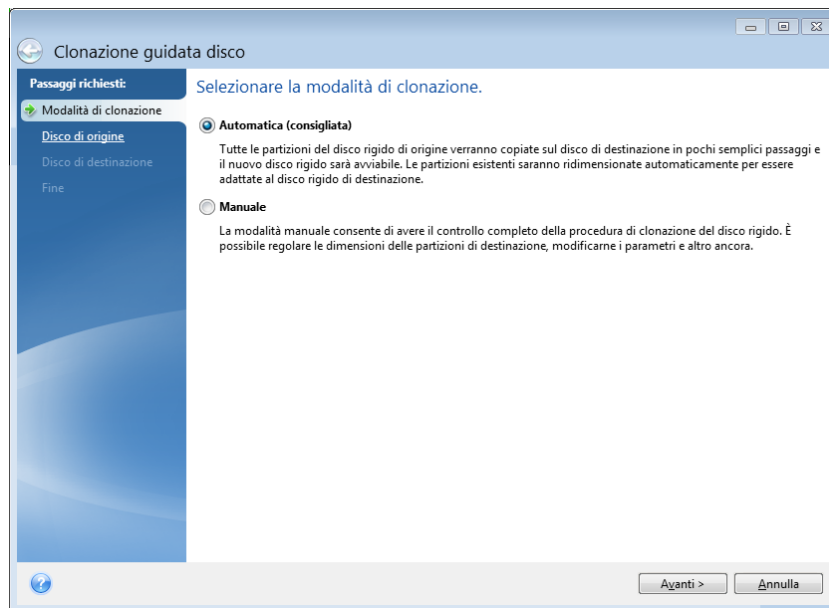 Clonazione guidata disco
Passaggi richiesti:
Modalità di clonazione
Disco di origine
Disco di destinazione
Fine
Selezionare la modalità di clonazione.
Automatica (consigliata)
Tutte le partizioni del disco rigido di origine verranno copiate sul disco di destinazione in pochi semplici passaggi e
il nuovo disco rigido sarà avviabile. Le partizioni esistenti saranno ridimensionate automaticamente per essere
adattate al disco rigido di destinazione.
Manuale
La modalità manuale consente di avere il controllo completo della procedura di clonazione del disco rigido. È
possibile regolare le dimensioni delle partizioni di destinazione, modificarne i parametri e altro ancora.
?
Avanti >
Annulla